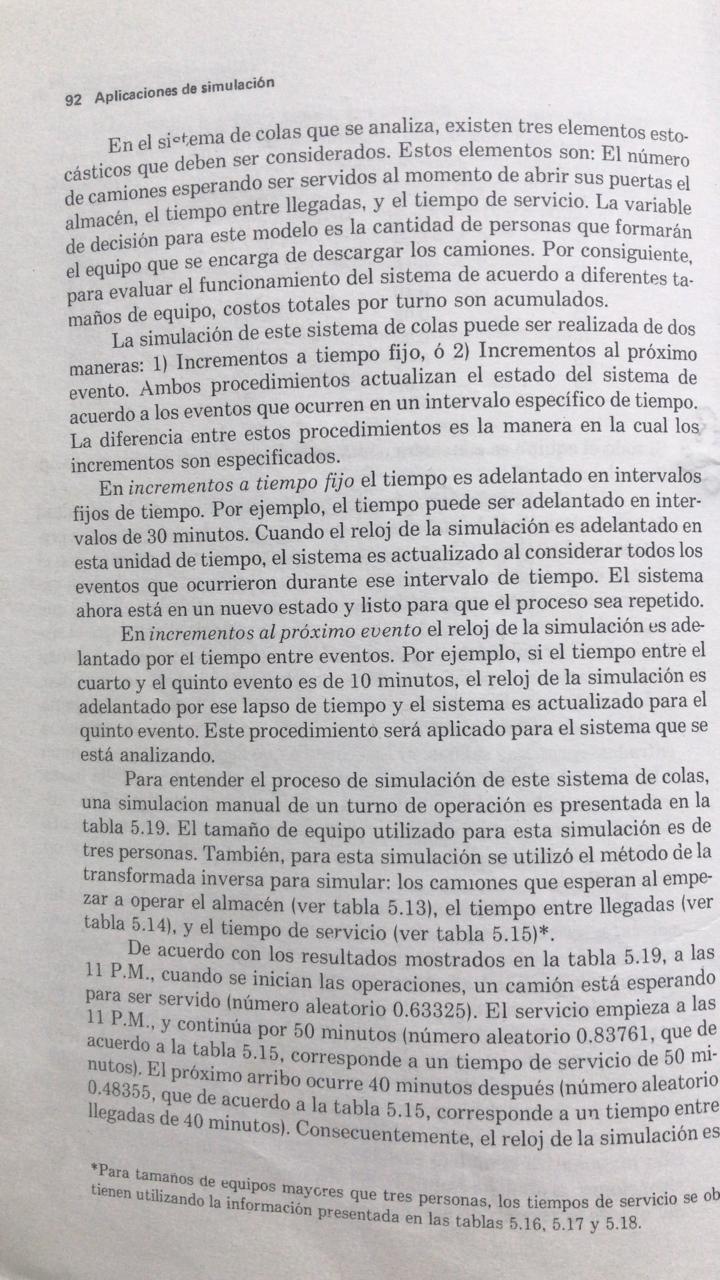 92 Aplicaciones de simulación
En el sistema de colas que se analiza, existen tres elementos esto-
cásticos que deben ser considerados. Estos elementos son: El número
de camiones esperando ser servidos al momento de abrir sus puertas el
almacén, el tiempo entre llegadas, y el tiempo de servicio. La variable
de decisión para este modelo es la cantidad de personas que formarán
el equipo que se encarga de descargar los camiones. Por consiguiente,
para evaluar el funcionamiento del sistema de acuerdo a diferentes ta-
maños de equipo, costos totales por turno son acumulados.
La simulación de este sistema de colas puede ser realizada de dos
maneras: 1) Incrementos a tiempo fijo, ó 2) Incrementos al próximo
evento. Ambos procedimientos actualizan el estado del sistema de
acuerdo a los eventos que ocurren en un intervalo específico de tiempo.
La diferencia entre estos procedimientos es la manera en la cual los
incrementos son especificados.
En incrementos a tiempo fijo el tiempo es adelantado en intervalos
fijos de tiempo. Por ejemplo, el tiempo puede ser adelantado en inter-
valos de 30 minutos. Cuando el reloj de la simulación es adelantado en
esta unidad de tiempo, el sistema es actualizado al considerar todos los
eventos que ocurrieron durante ese intervalo de tiempo. El sistema
ahora está en un nuevo estado y listo para que el proceso sea repetido.
En incrementos al próximo evento el reloj de la simulación es ade-
lantado por el tiempo entre eventos. Por ejemplo, si el tiempo entre el
cuarto y el quinto evento es de 10 minutos, el reloj de la simulación es
adelantado por ese lapso de tiempo y el sistema es actualizado para el
quinto evento. Este procedimiento será aplicado para el sistema que se
está analizando.
Para entender el proceso de simulación de este sistema de colas,
una simulacion manual de un turno de operación es presentada en la
tabla 5.19. El tamaño de equipo utilizado para esta simulación es de
tres personas. También, para esta simulación se utilizó el método de la
transformada inversa para simular: los camiones que esperan al empe-
zar a operar el almacén (ver tabla 5.13), el tiempo entre llegadas (ver
tabla 5.14), y el tiempo de servicio (ver tabla 5.15)*.
De acuerdo con los resultados mostrados en la tabla 5.19, a las
11 P.M., cuando se inician las operaciones, un camión está esperando
para ser servido (número aleatorio 0.63325). El servicio empieza a las
11 P.M., y continúa por 50 minutos (número aleatorio 0.83761, que de
acuerdo a la tabla 5.15, corresponde a un tiempo de servicio de 50 mi-
nutos). El próximo arribo ocurre 40 minutos después (número aleatorio
0.48355, que de acuerdo a la tabla 5.15, corresponde a un tiempo entre
llegadas de 40 minutos). Consecuentemente, el reloj de la simulación es
*Para tamaños de equipos mayores que tres personas, los tiempos de servicio se ob
tienen utilizando la información presentada en las tablas 5.16, 5.17 y 5.18.